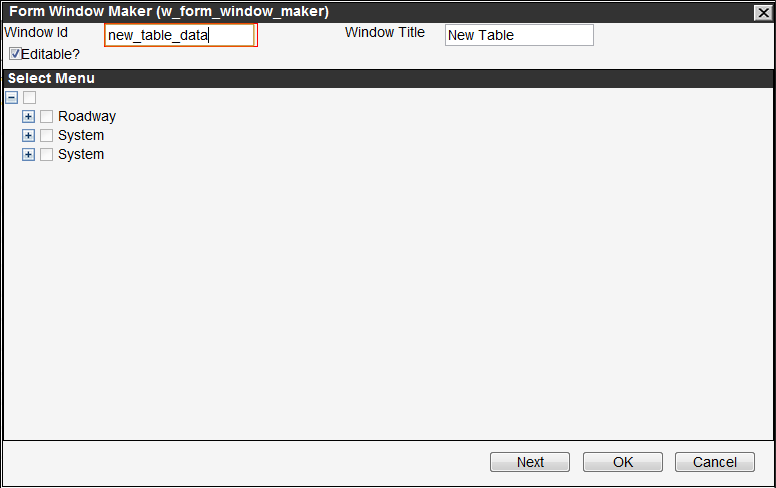 Form Window Maker (w_form_window_maker)
Window Id new_table_data Window Title New Table
Editable?
Select Menu
Roadway
System
System
Next OK Cancel